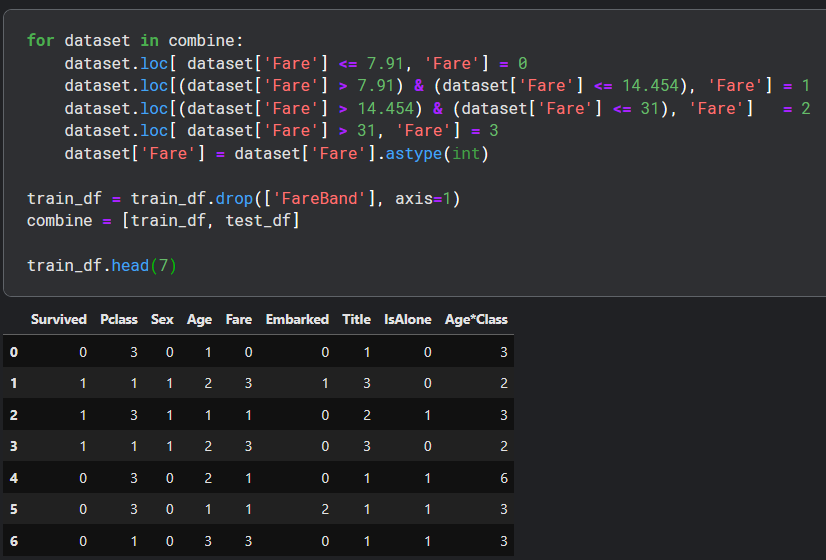 for dataset in combine:
    dataset.loc[ dataset['Fare'] <= 7.91, 'Fare'] = 0
    dataset.loc[(dataset['Fare'] > 7.91) & (dataset['Fare'] <= 14.454), 'Fare'] = 1
    dataset.loc[(dataset['Fare'] > 14.454) & (dataset['Fare'] <= 31), 'Fare']   = 2
    dataset.loc[ dataset['Fare'] > 31, 'Fare'] = 3
    dataset['Fare'] = dataset['Fare'].astype(int)
train_df = train_df.drop(['FareBand'], axis=1)
combine = [train_df, test_df]
train_df.head(7)
Survived Pclass Sex Age Fare Embarked Title IsAlone Age*Class
0 0 3 0 1 0 0 1 0 3
1 1 1 1 2 3 1 3 0 2
2 1 3 1 1 1 0 2 1 3
3 1 1 1 2 3 0 3 0 2
4 0 3 0 2 1 0 1 1 6
5 0 3 0 1 1 2 1 1 3
6 0 1 0 3 3 0 1 1 3